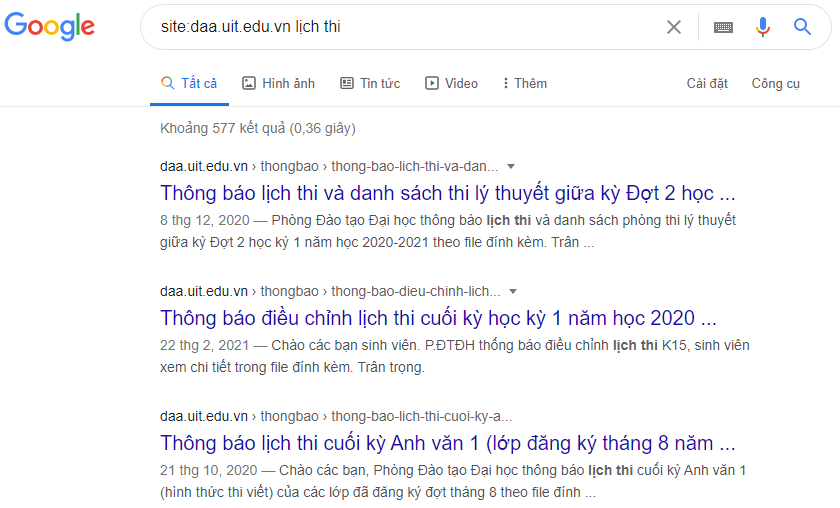 Google
site:daa.uit.edu.vn lịch thi
Tất cả Hình ảnh Tin tức Video Thêm Cài đặt Công cụ
Khoảng 577 kết quả (0,36 giây)
daa.uit.edu.vn › thongbao › thong-bao-lich-thi-va-dan...
Thông báo lịch thi và danh sách thi lý thuyết giữa kỳ Đợt 2 học ...
8 thg 12, 2020 — Phòng Đào tạo Đại học thông báo lịch thi và danh sách phòng thi lý thuyết
giữa kỳ Đợt 2 học kỳ 1 năm học 2020-2021 theo file đính kèm. Trân ...
daa.uit.edu.vn › thongbao › thong-bao-dieu-chinh-lich...
Thông báo điều chỉnh lịch thi cuối kỳ học kỳ 1 năm học 2020 ...
22 thg 2, 2021 — Chào các bạn sinh viên. P.ĐTĐH thống báo điều chỉnh lịch thi K15, sinh viên
xem chi tiết trong file đính kèm. Trân trọng.
daa.uit.edu.vn › thongbao › thong-bao-lich-thi-cuoi-ky-a...
Thông báo lịch thi cuối kỳ Anh văn 1 (lớp đăng ký tháng 8 năm ...
21 thg 10, 2020 — Chào các bạn, Phòng Đào tạo Đại học thông báo lịch thi cuối kỳ Anh văn 1
(hình thức thi viết) của các lớp đã đăng ký đợt tháng 8 theo file đính ...